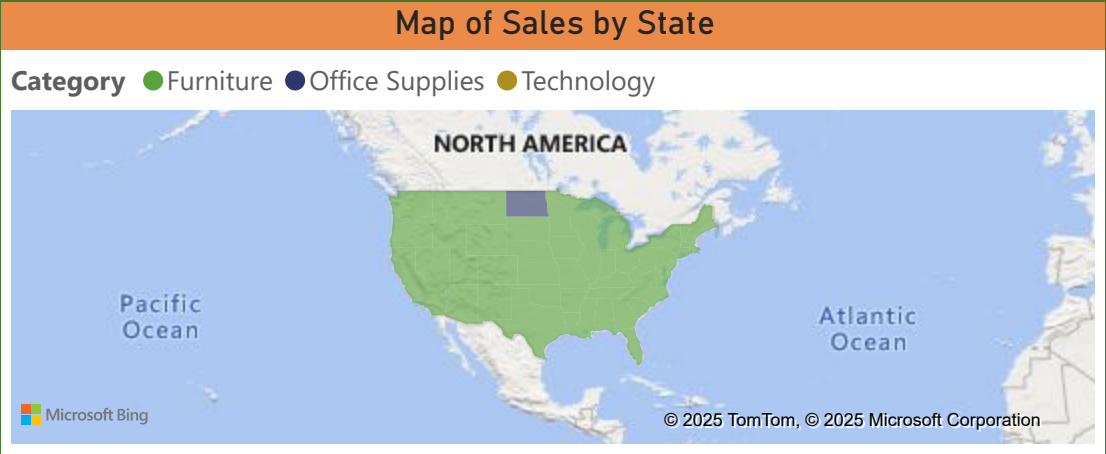 Map of Sales by State
Category Furniture Office Supplies Technology
NORTH AMERICA
Pacific
Ocean
Atlantic
Ocean
Microsoft Bing
© 2025 TomTom, © 2025 Microsoft Corporation